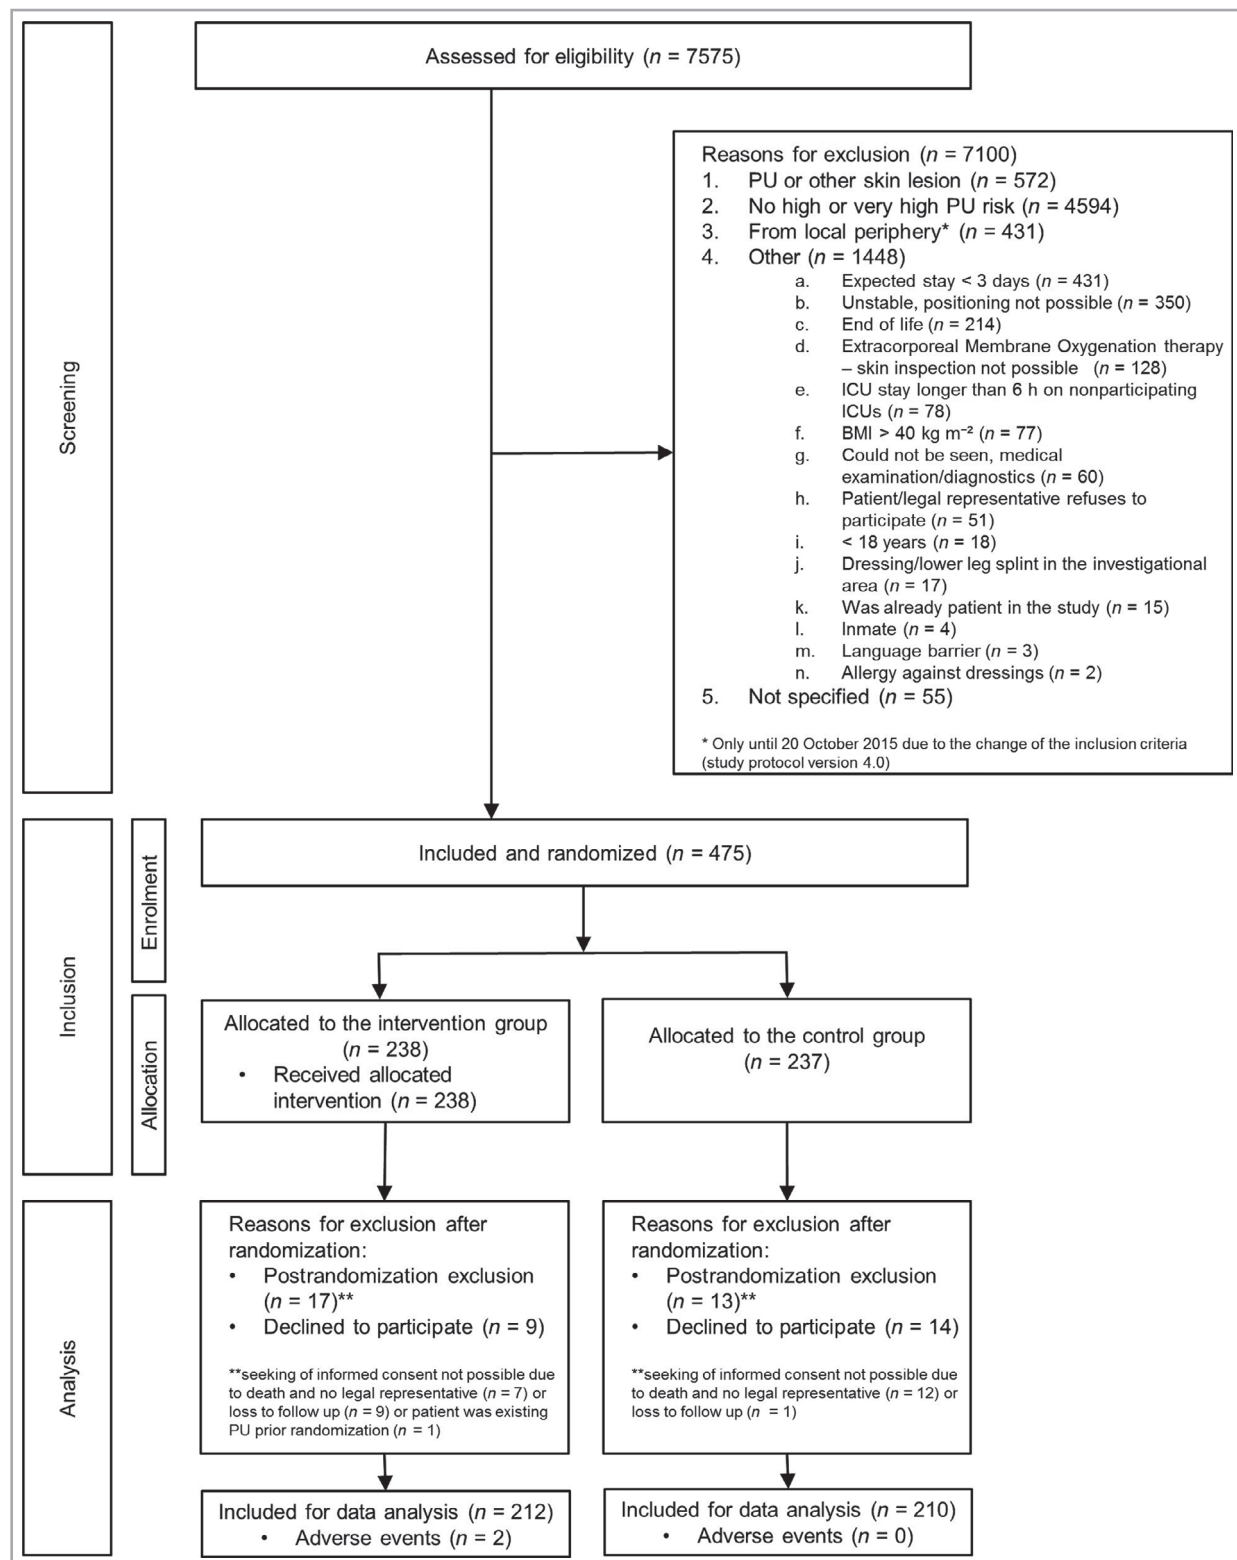 Assessed for eligibility (n = 7575)
Reasons for exclusion (n = 7100)
1. PU or other skin lesion (n = 572)
2. No high or very high PU risk (n = 4594)
3. From local periphery* (n = 431)
4. Other (n = 1448)
a. Expected stay < 3 days (n = 431)
b. Unstable, positioning not possible (n = 350)
c. End of life (n = 214)
d. Extracorporeal Membrane Oxygenation therapy
– skin inspection not possible (n = 128)
e. ICU stay longer than 6 h on nonparticipating
ICUs (n = 78)
f. BMI > 40 kg m⁻² (n = 77)
g. Could not be seen, medical
examination/diagnostics (n = 60)
h. Patient/legal representative refuses to
participate (n = 51)
i. < 18 years (n = 18)
j. Dressing/lower leg splint in the investigational
area (n = 17)
k. Was already patient in the study (n = 15)
l. Inmate (n = 4)
m. Language barrier (n = 3)
n. Allergy against dressings (n = 2)
5. Not specified (n = 55)
* Only until 20 October 2015 due to the change of the inclusion criteria
(study protocol version 4.0)
Screening
Included and randomized (n = 475)
Enrolment
Inclusion
Allocation
Allocated to the intervention group
(n = 238)
• Received allocated
intervention (n = 238)
Allocated to the control group
(n = 237)
Analysis
Reasons for exclusion after
randomization:
• Postrandomization exclusion
(n = 17)**
• Declined to participate (n = 9)
**seeking of informed consent not possible due
to death and no legal representative (n = 7) or
loss to follow up (n = 9) or patient was existing
PU prior randomization (n = 1)
Reasons for exclusion after
randomization:
• Postrandomization exclusion
(n = 13)**
• Declined to participate (n = 14)
**seeking of informed consent not possible due
to death and no legal representative (n = 12) or
loss to follow up (n = 1)
Included for data analysis (n = 212)
• Adverse events (n = 2)
Included for data analysis (n = 210)
• Adverse events (n = 0)